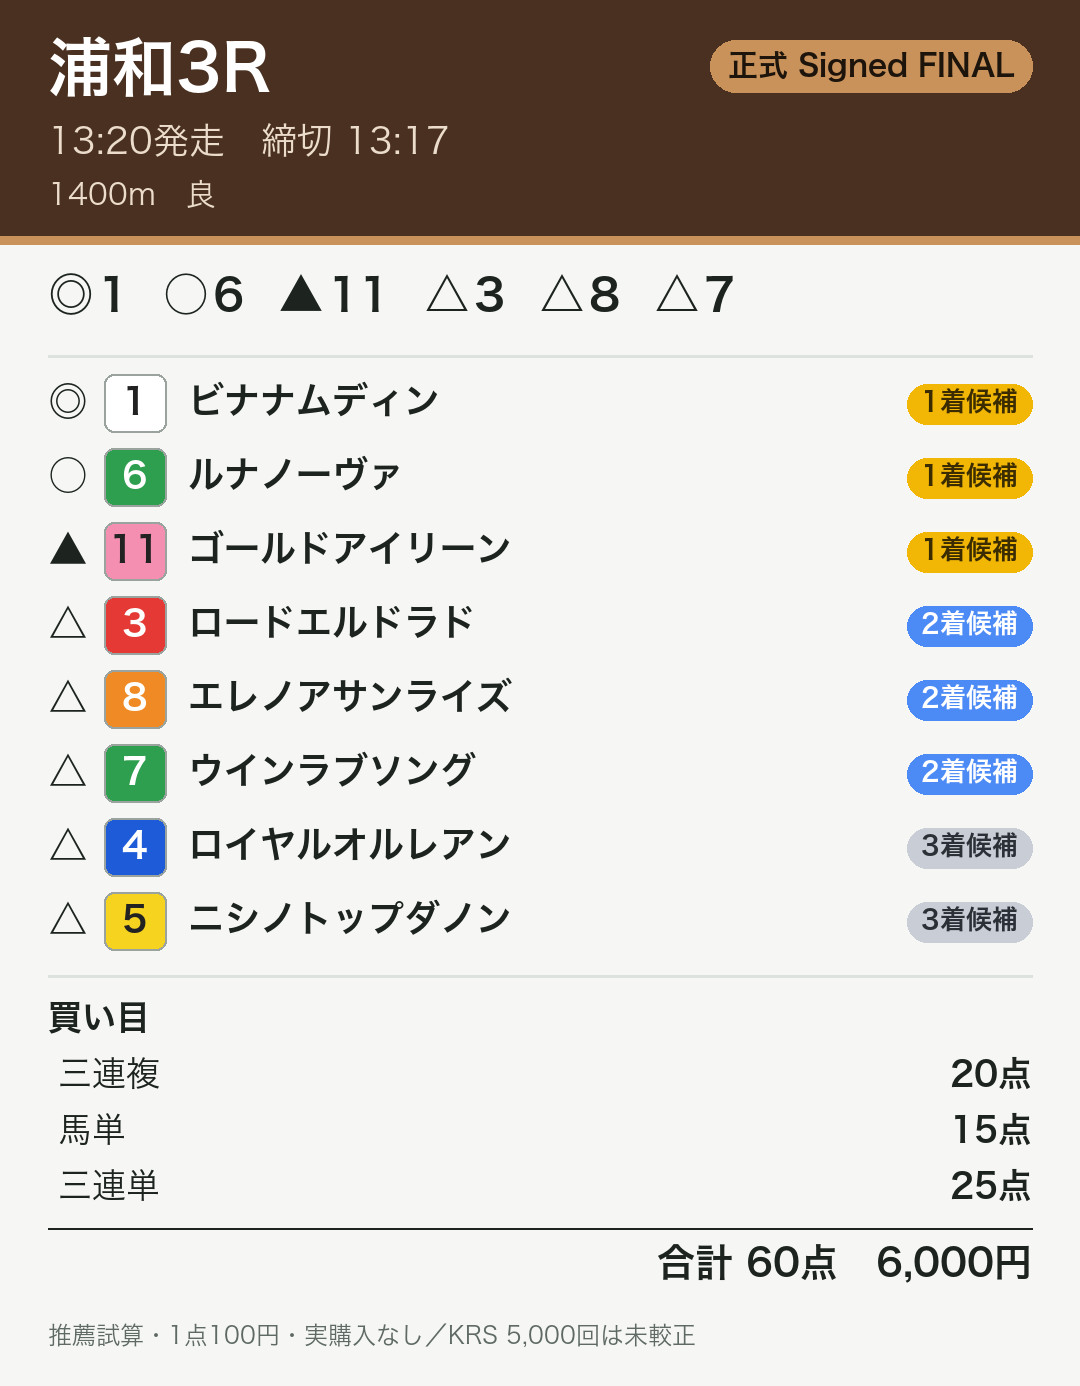 浦和3R
正式 Signed FINAL
13:20発走　締切 13:17
1400m　良
◎1 ○6 ▲11 △3 △8 △7
◎ 1 ビナナムディン 1着候補
○ 6 ルナノーヴァ 1着候補
▲ 11 ゴールドアイリーン 1着候補
△ 3 ロードエルドラド 2着候補
△ 8 エレノアサンライズ 2着候補
△ 7 ウインラブソング 2着候補
△ 4 ロイヤルオルレアン 3着候補
△ 5 ニシノトップダノン 3着候補
買い目
三連複 20点
馬単 15点
三連単 25点
合計 60点　6,000円
推薦試算・1点100円・実購入なし／KRS 5,000回は未較正